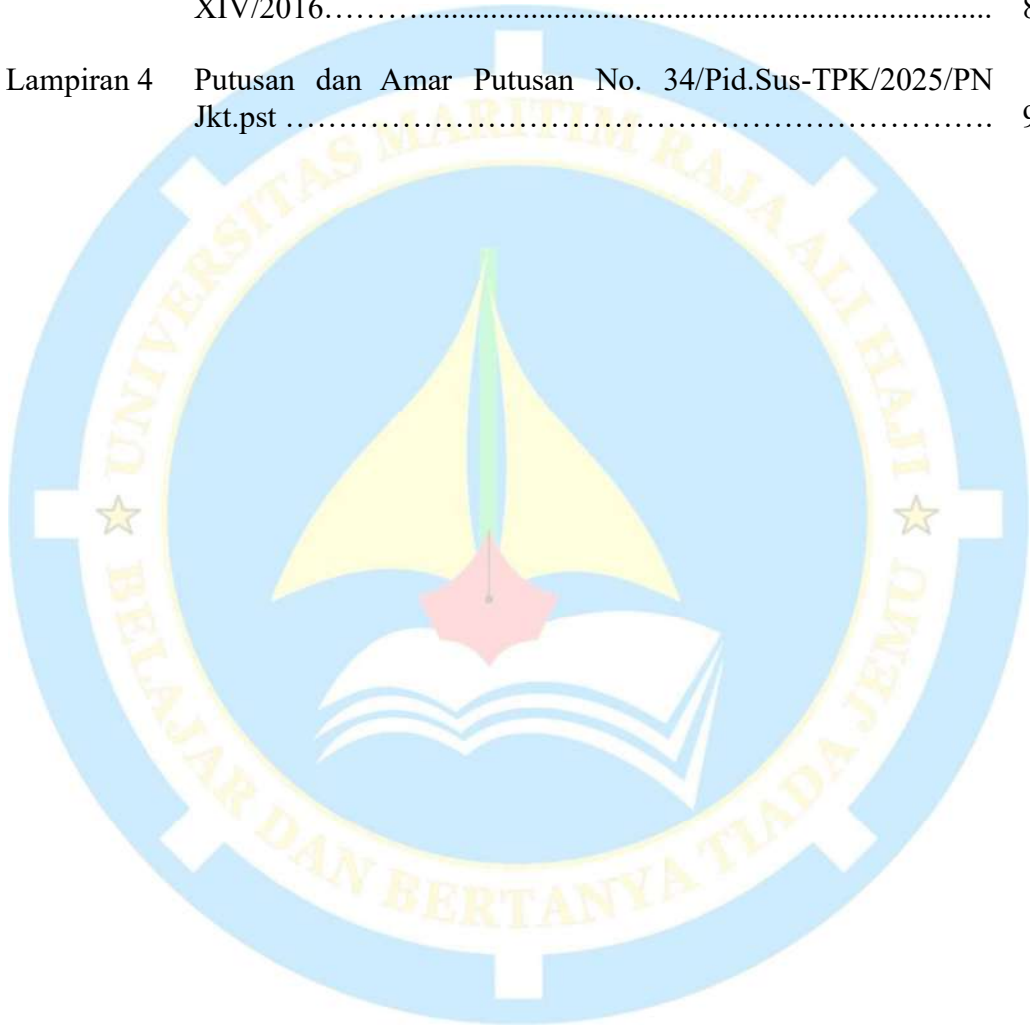 XIV/2016………........................................................................... 8
Lampiran 4 Putusan dan Amar Putusan No. 34/Pid.Sus-TPK/2025/PN
Jkt.pst …………………………………………………………. 9
UNIVERSITAS MARITIM RAJA ALI HAJI
BELAJAR DAN BERTANYA TIADA JEMU